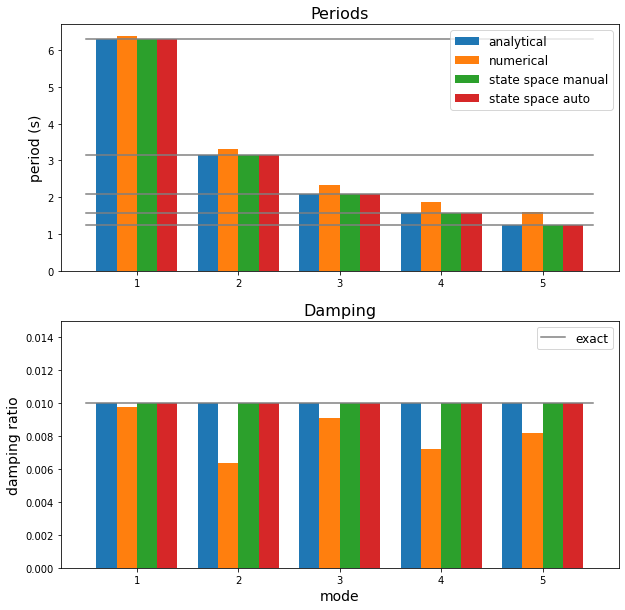 Periods
analytical
numerical
state space manual
state space auto
period (s)
6
5
4
3
2
1
0
1 2 3 4 5
Damping
exact
damping ratio
0.014
0.012
0.010
0.008
0.006
0.004
0.002
0.000
1 2 3 4 5
mode